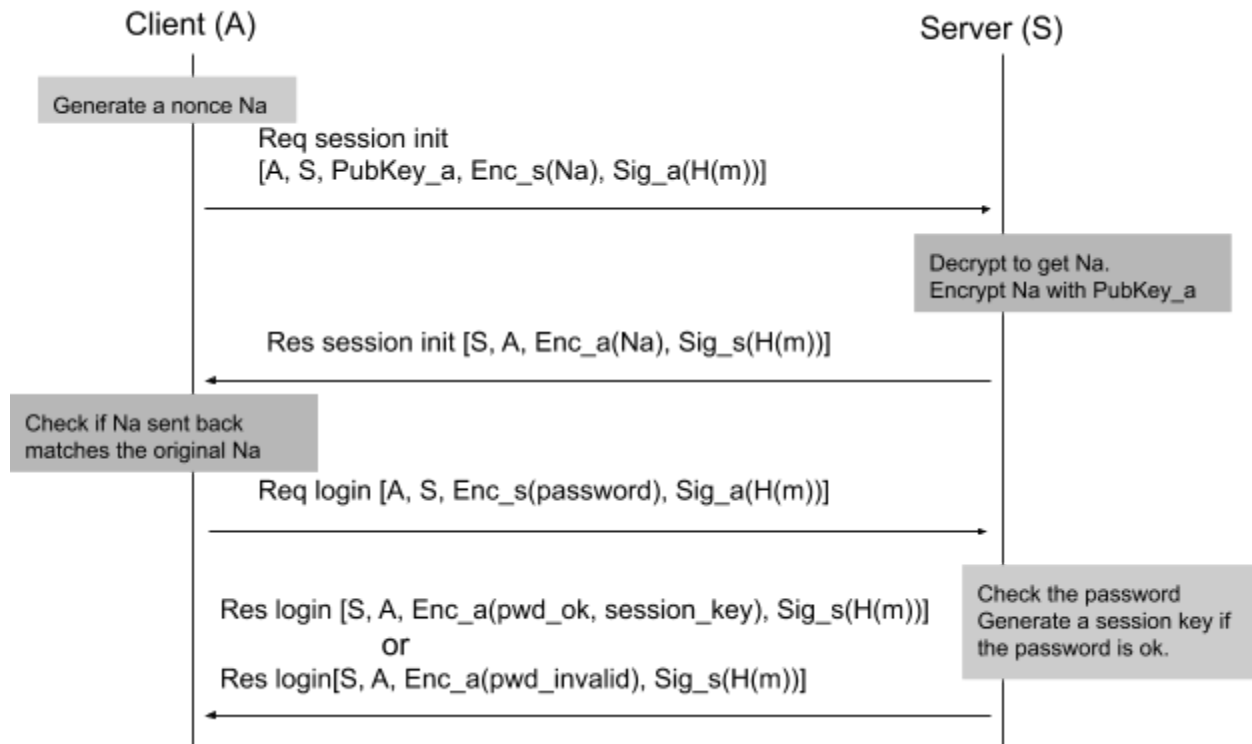 Client (A)
Server (S)
Generate a nonce Na
Req session init
[A, S, PubKey_a, Enc_s(Na), Sig_a(H(m))]
Decrypt to get Na.
Encrypt Na with PubKey_a
Res session init [S, A, Enc_a(Na), Sig_s(H(m))]
Check if Na sent back
matches the original Na
Req login [A, S, Enc_s(password), Sig_a(H(m))]
Check the password
Generate a session key if
the password is ok.
Res login [S, A, Enc_a(pwd_ok, session_key), Sig_s(H(m))]
or
Res login[S, A, Enc_a(pwd_invalid), Sig_s(H(m))]